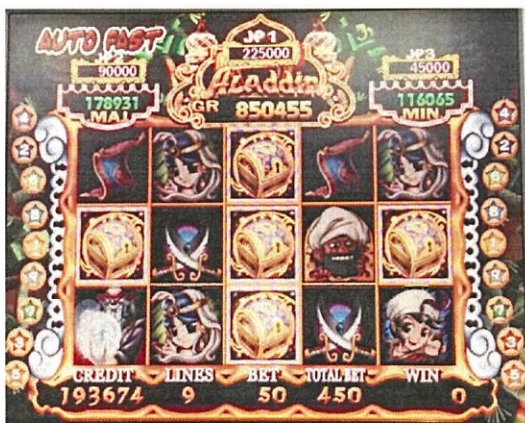 AUTO FAST
JP1
225000
JP2
90000
JP3
45000
Aladdin
178931
MAJ
GR 850455
116065
MIN
CREDIT LINES BET TOTAL BET WIN
193674 9 50 450 0